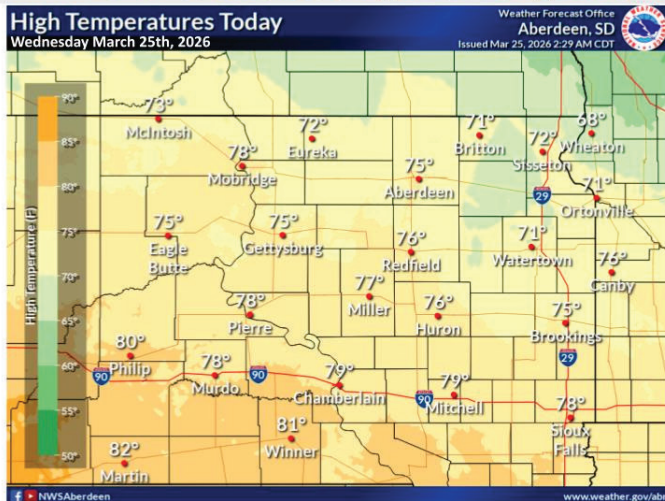 High Temperatures Today
Wednesday March 25th, 2026
Weather Forecast Office
Aberdeen, SD
Issued Mar 25, 2026 2:29 AM CDT
90°
85°
80°
75°
70°
65°
60°
55°
50°
High Temperature (F)
73°
McIntosh
72°
Eureka
71°
Britton
72°
Sisseton
68°
Wheaton
78°
Mobridge
75°
Aberdeen
29
71°
Ortonville
75°
Eagle
Butte
75°
Gettysburg
76°
Redfield
71°
Watertown
76°
Canby
78°
Pierre
77°
Miller
76°
Huron
75°
Brookings
80°
Philip
90
78°
Murdo
90
79°
Chamberlain
90
79°
Mitchell
29
78°
Sioux
Falls
82°
Martin
81°
Winner
NWSAberdeen
www.weather.gov/abr